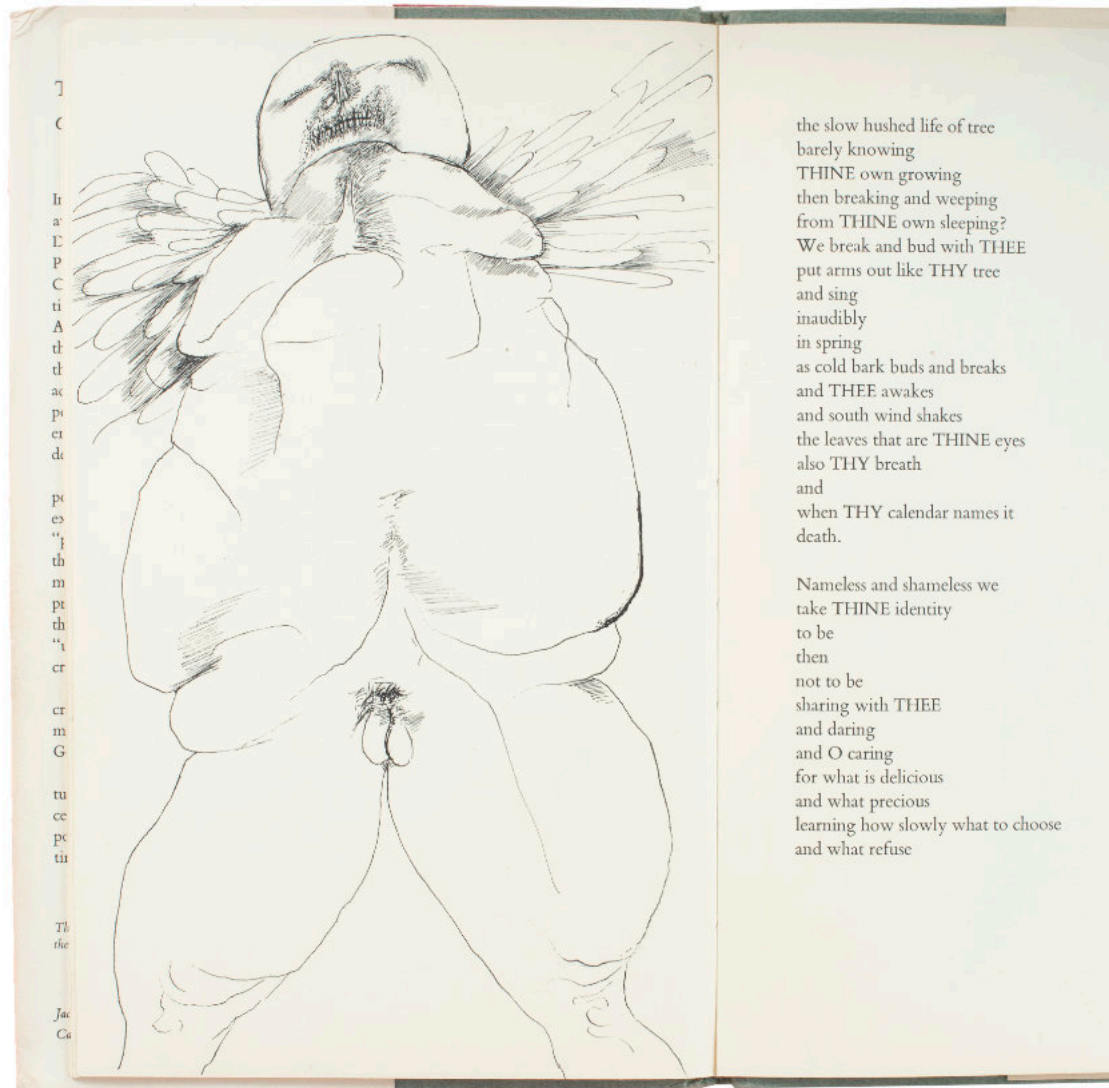 the slow hushed life of tree
barely knowing
THINE own growing
then breaking and weeping
from THINE own sleeping?
We break and bud with THEE
put arms out like THY tree
and sing
inaudibly
in spring
as cold bark buds and breaks
and THEE awakes
and south wind shakes
the leaves that are THINE eyes
also THY breath
and
when THY calendar names it
death.
Nameless and shameless we
take THINE identity
to be
then
not to be
sharing with THEE
and daring
and O caring
for what is delicious
and what precious
learning how slowly what to choose
and what refuse